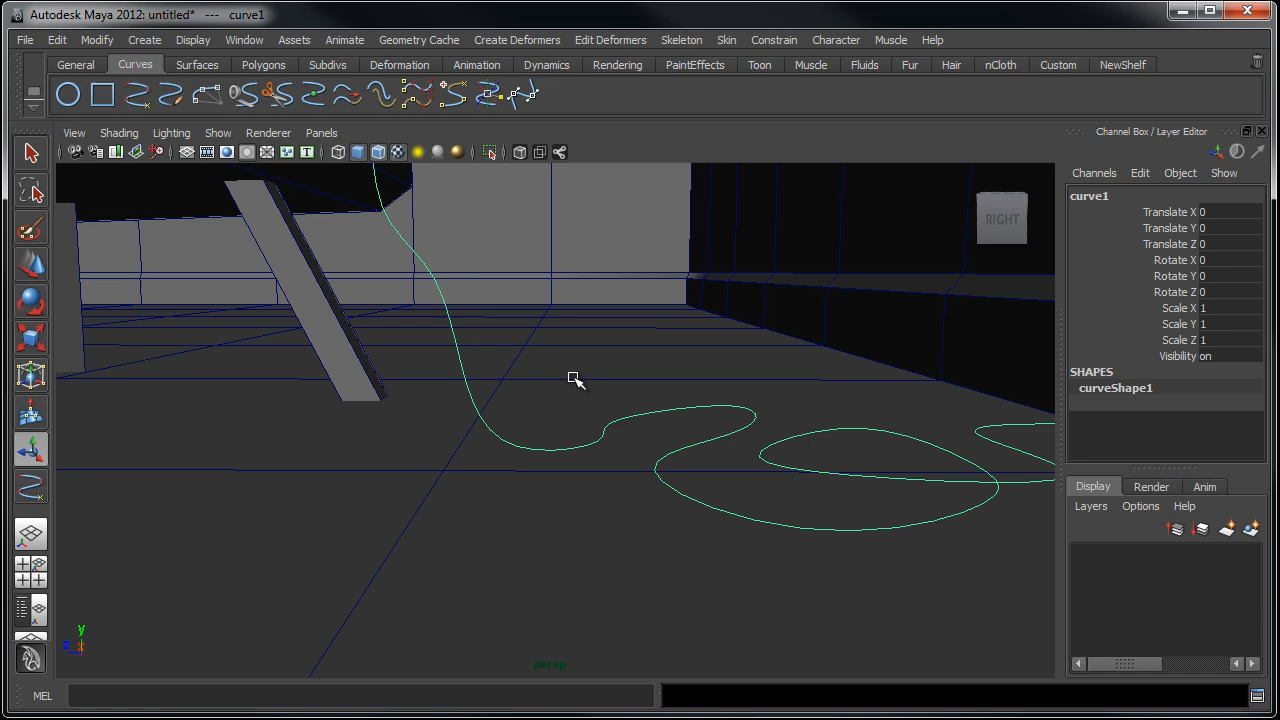 Autodesk Maya 2012: untitled* --- curve1
File Edit Modify Create Display Window Assets Animate Geometry Cache Create Deformers Edit Deformers Skeleton Skin Constrain Character Muscle Help
General Curves Surfaces Polygons Subdivs Deformation Animation Dynamics Rendering PaintEffects Toon Muscle Fluids Fur Hair nCloth Custom NewShelf
View Shading Lighting Show Renderer Panels
Channel Box / Layer Editor
T
Channels Edit Object Show
curve1
Translate X 0
Translate Y 0
Translate Z 0
Rotate X 0
Rotate Y 0
Rotate Z 0
Scale X 1
Scale Y 1
Scale Z 1
Visibility on
SHAPES
curveShape1
RIGHT
Display Render Anim
Layers Options Help
y
z x
persp
MEL